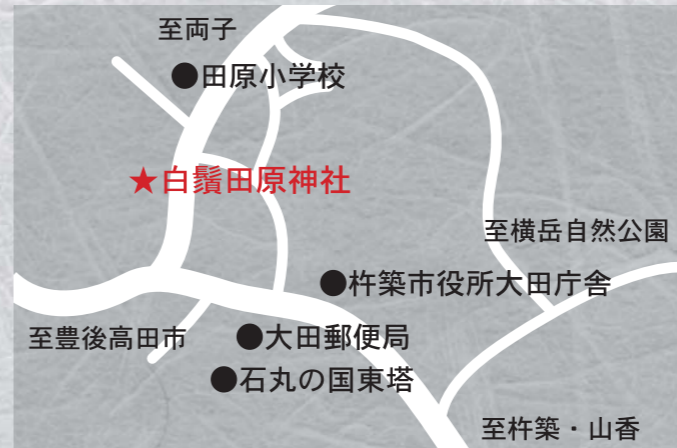 至両子
●田原小学校
★白鬚田原神社
至横岳自然公園
●杵築市役所大田庁舎
至豊後高田市
●大田郵便局
●石丸の国東塔
至杵築・山香